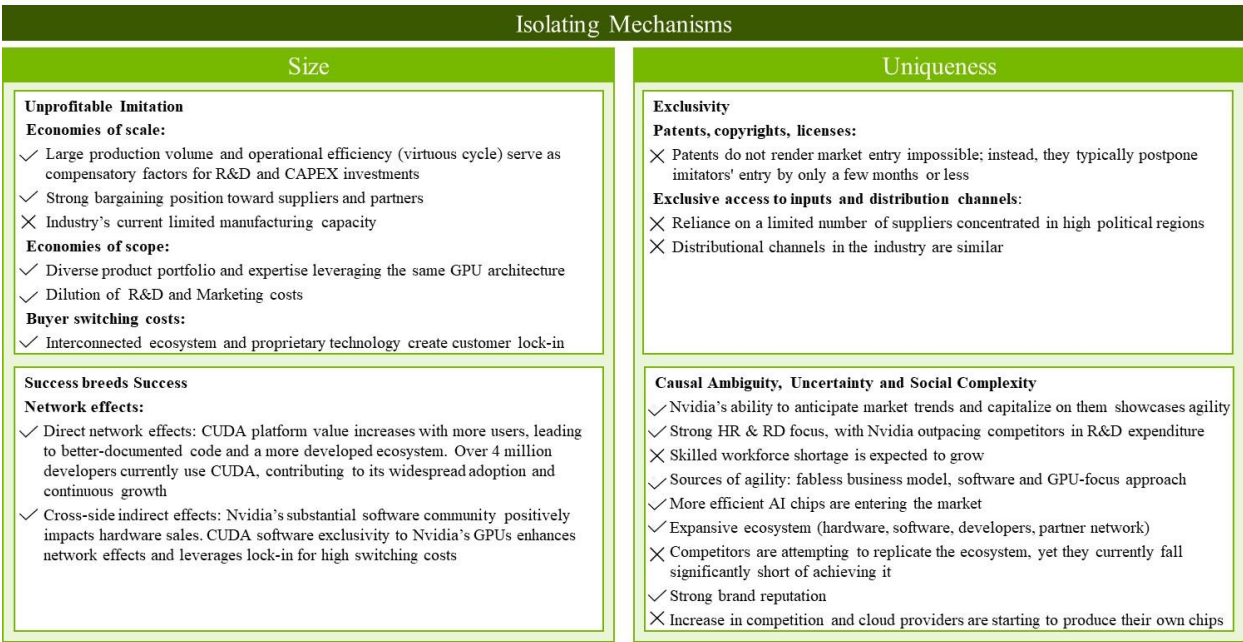 Isolating Mechanisms
Size
Unprofitable Imitation
Economies of scale:
✓ Large production volume and operational efficiency (virtuous cycle) serve as
compensatory factors for R&D and CAPEX investments
✓ Strong bargaining position toward suppliers and partners
✕ Industry's current limited manufacturing capacity
Economies of scope:
✓ Diverse product portfolio and expertise leveraging the same GPU architecture
✓ Dilution of R&D and Marketing costs
Buyer switching costs:
✓ Interconnected ecosystem and proprietary technology create customer lock-in
Success breeds Success
Network effects:
✓ Direct network effects: CUDA platform value increases with more users, leading
to better-documented code and a more developed ecosystem. Over 4 million
developers currently use CUDA, contributing to its widespread adoption and
continuous growth
✓ Cross-side indirect effects: Nvidia's substantial software community positively
impacts hardware sales. CUDA software exclusivity to Nvidia's GPUs enhances
network effects and leverages lock-in for high switching costs
Uniqueness
Exclusivity
Patents, copyrights, licenses:
✕ Patents do not render market entry impossible; instead, they typically postpone
imitators' entry by only a few months or less
Exclusive access to inputs and distribution channels:
✕ Reliance on a limited number of suppliers concentrated in high political regions
✕ Distributional channels in the industry are similar
Causal Ambiguity, Uncertainty and Social Complexity
✓ Nvidia's ability to anticipate market trends and capitalize on them showcases agility
✓ Strong HR & RD focus, with Nvidia outpacing competitors in R&D expenditure
✕ Skilled workforce shortage is expected to grow
✓ Sources of agility: fabless business model, software and GPU-focus approach
✓ More efficient AI chips are entering the market
✓ Expansive ecosystem (hardware, software, developers, partner network)
✕ Competitors are attempting to replicate the ecosystem, yet they currently fall
significantly short of achieving it
✓ Strong brand reputation
✕ Increase in competition and cloud providers are starting to produce their own chips